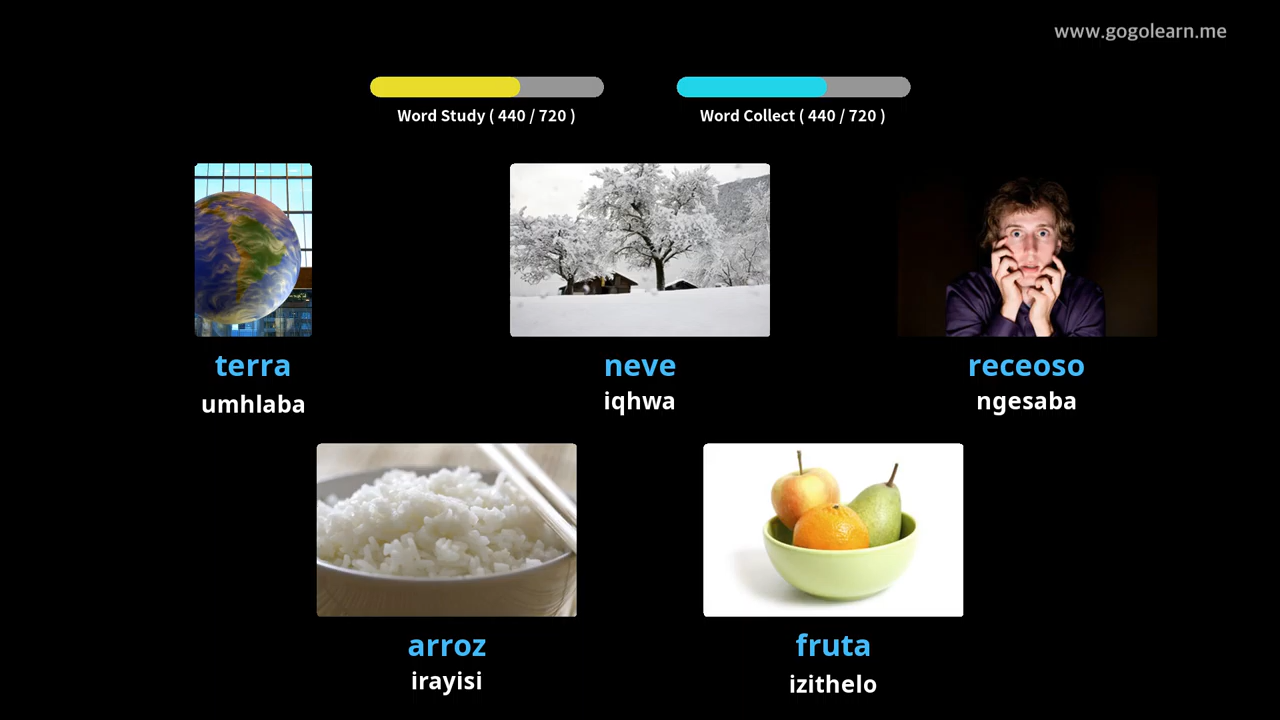 www.gogolearn.me
Word Study ( 440 / 720 )
Word Collect ( 440 / 720 )
terra
umhlaba
neve
iqhwa
receoso
ngesaba
arroz
irayisi
fruta
izithelo